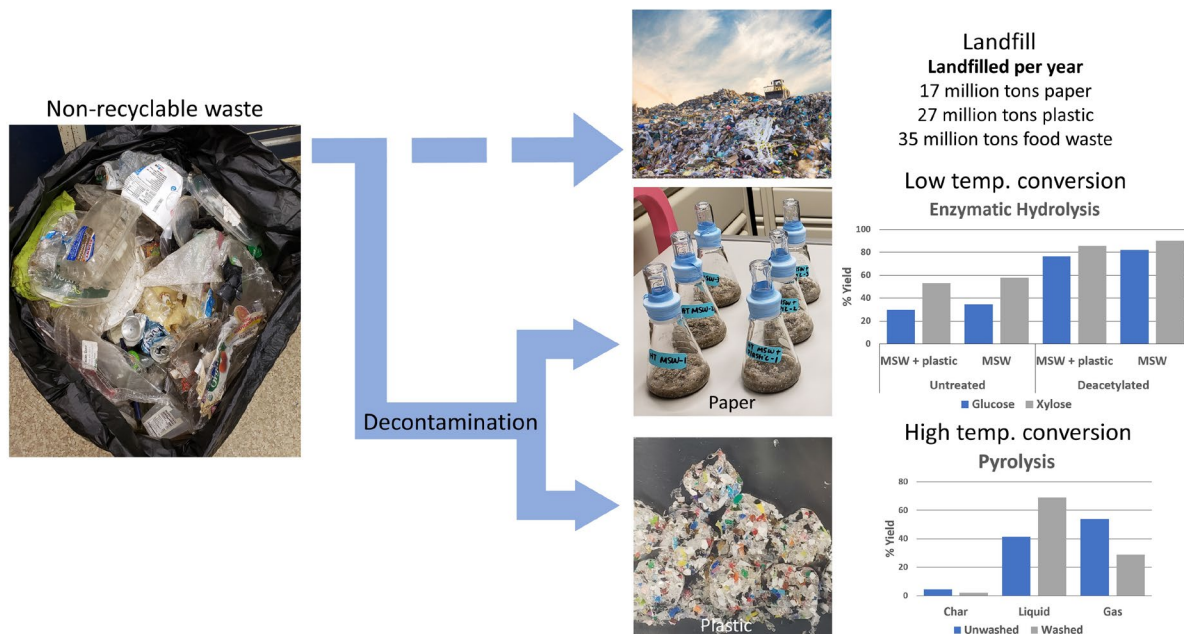 Non-recyclable waste
Decontamination
HT MSW-1
Paper
Plastic
Landfill
Landfilled per year
17 million tons paper
27 million tons plastic
35 million tons food waste
Low temp. conversion
Enzymatic Hydrolysis
% Yield
100
80
60
40
20
0
MSW + plastic MSW MSW + plastic MSW
Untreated Deacetylated
Glucose Xylose
High temp. conversion
Pyrolysis
% Yield
80
60
40
20
0
Char Liquid Gas
Unwashed Washed